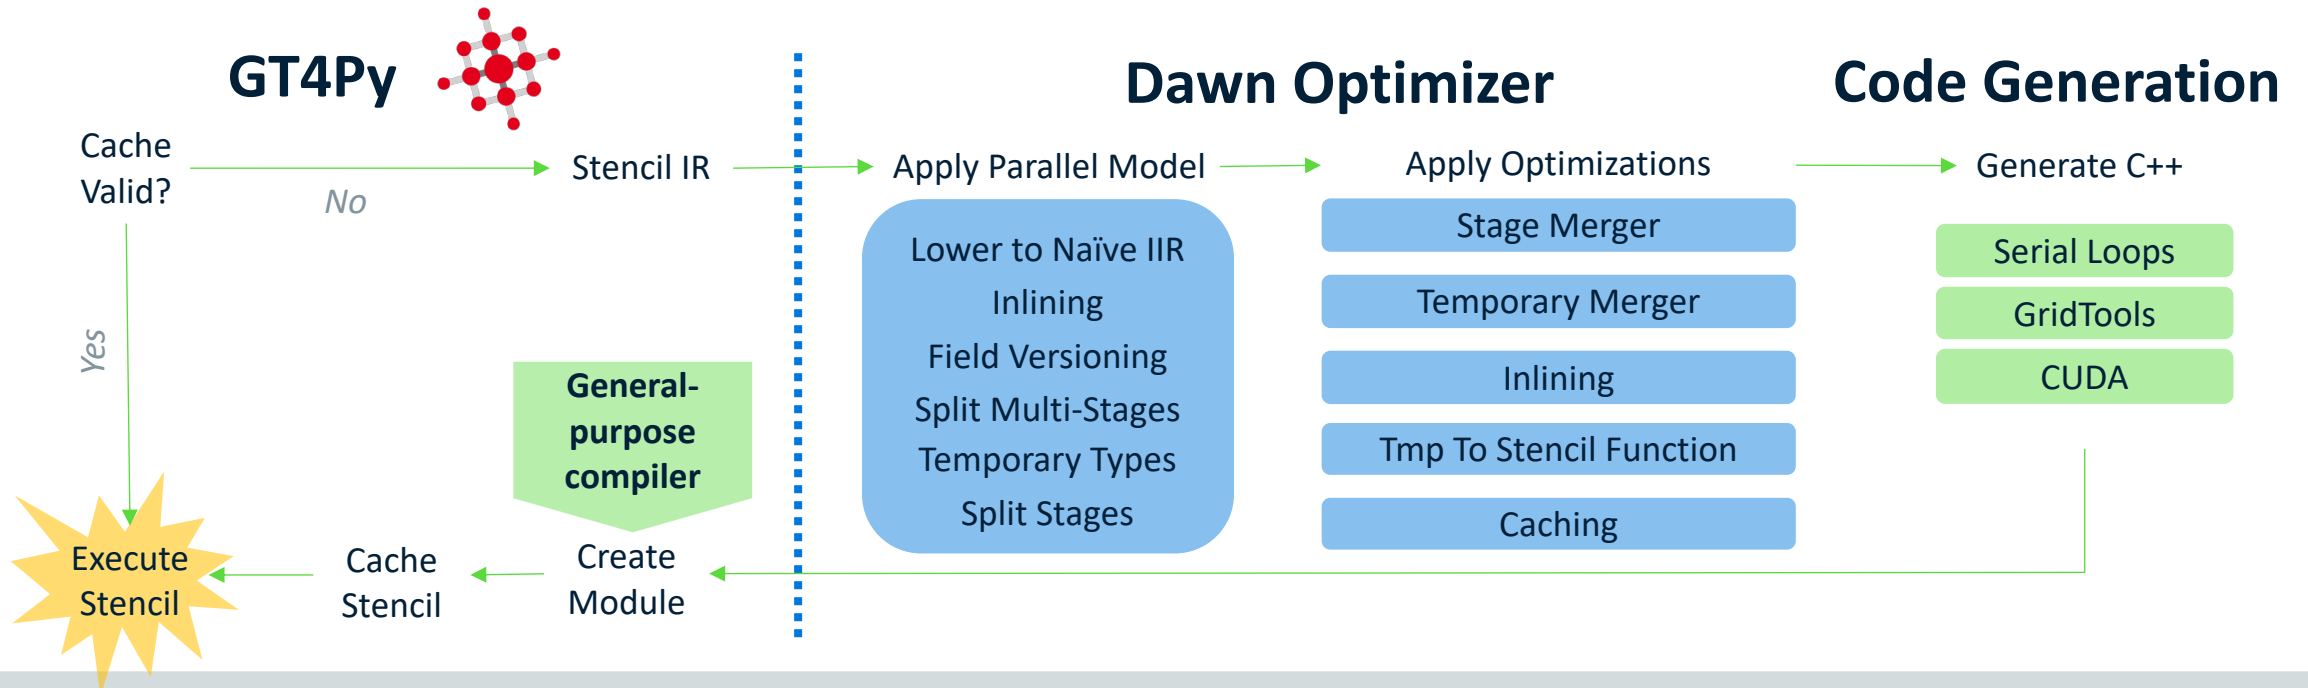 GT4Py
Dawn Optimizer
Code Generation
Cache
Valid?
No
Stencil IR
Apply Parallel Model
Apply Optimizations
Generate C++
Yes
Lower to Naïve IIR
Inlining
Field Versioning
Split Multi-Stages
Temporary Types
Split Stages
Stage Merger
Temporary Merger
Inlining
Tmp To Stencil Function
Caching
Serial Loops
GridTools
CUDA
General-
purpose
compiler
Create
Module
Cache
Stencil
Execute
Stencil